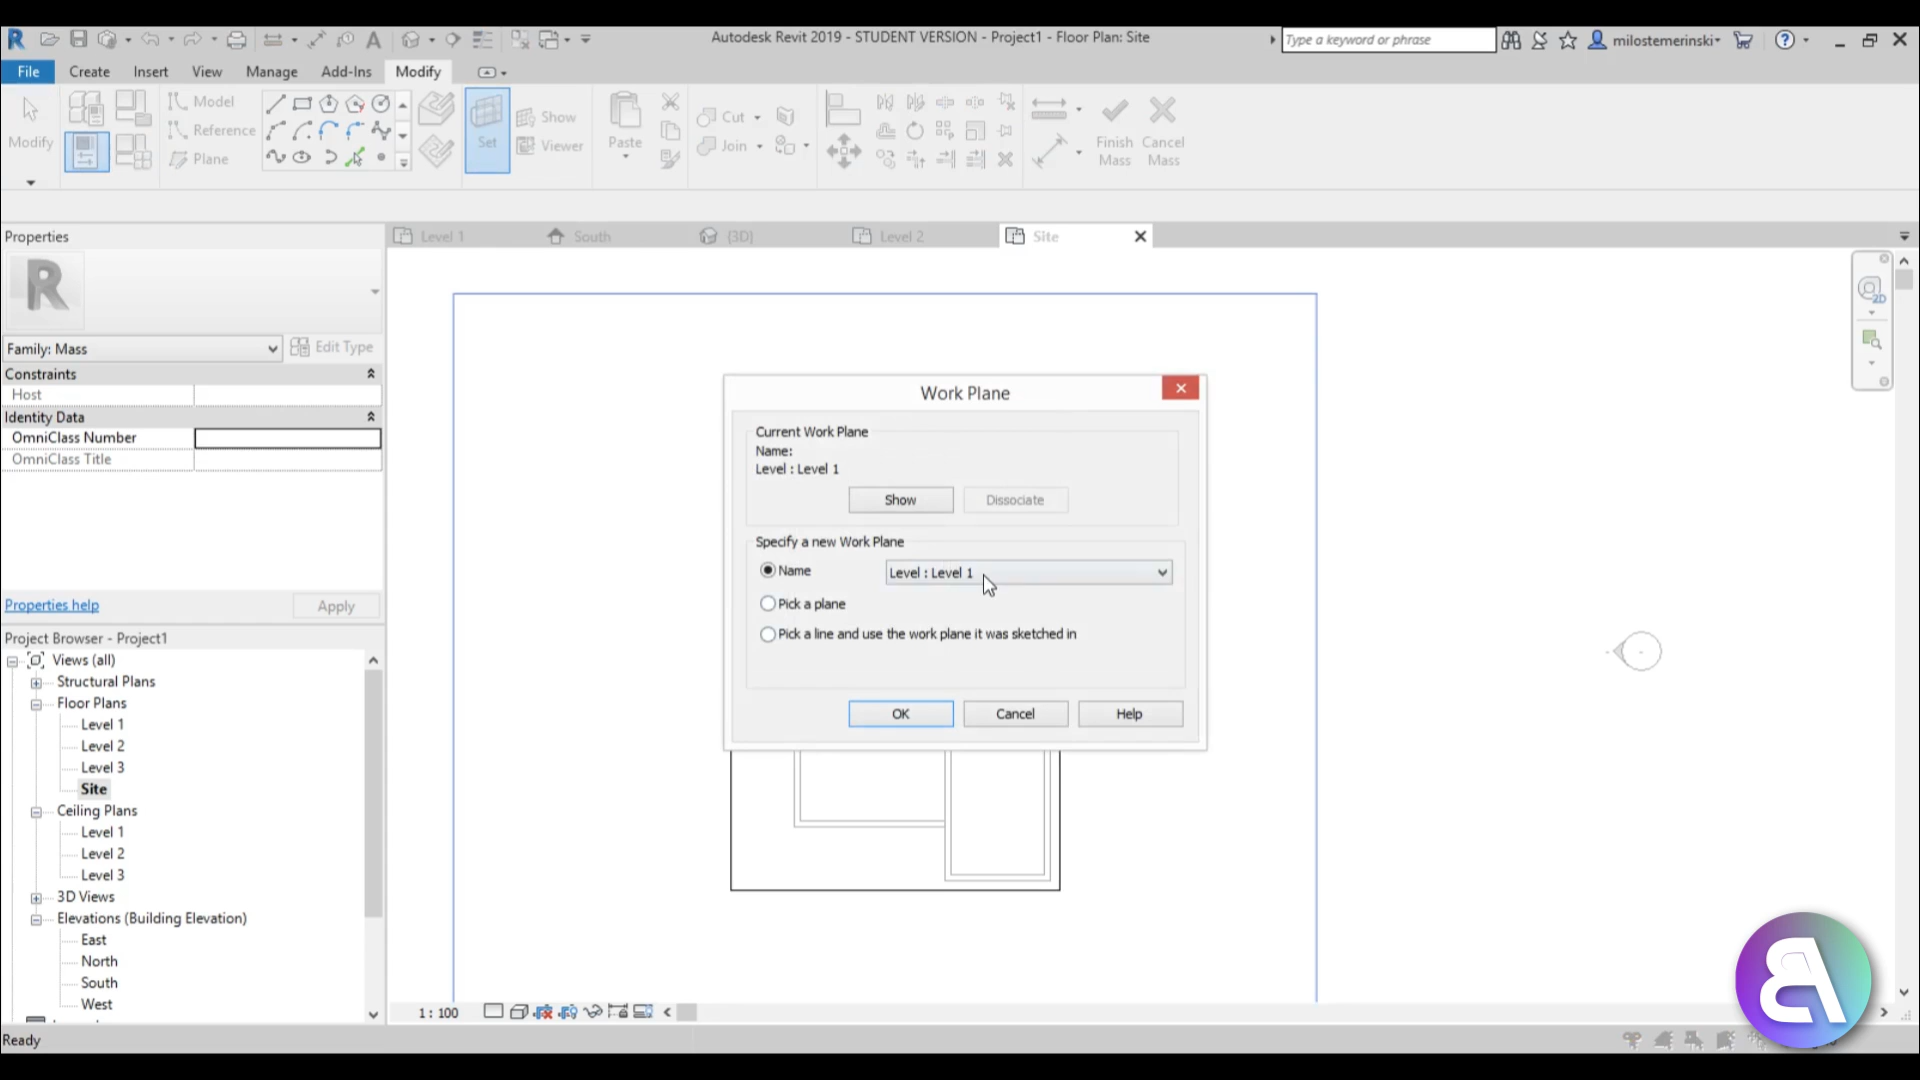 Autodesk Revit 2019 - STUDENT VERSION - Project1 - Floor Plan: Site
Type a keyword or phrase
milostemerinski
File
Create
Insert
View
Manage
Add-Ins
Modify
Modify
Model
Reference
Plane
Set
Show
Viewer
Paste
Cut
Join
Finish
Mass
Cancel
Mass
Properties
Level 1
South
{3D}
Level 2
Site
2D
R
Family: Mass
Edit Type
Constraints
Host
Identity Data
OmniClass Number
OmniClass Title
Properties help
Apply
Project Browser - Project1
Views (all)
Structural Plans
Floor Plans
Level 1
Level 2
Level 3
Site
Ceiling Plans
Level 1
Level 2
Level 3
3D Views
Elevations (Building Elevation)
East
North
South
West
Work Plane
Current Work Plane
Name:
Level : Level 1
Show
Dissociate
Specify a new Work Plane
Name
Level : Level 1
Pick a plane
Pick a line and use the work plane it was sketched in
OK
Cancel
Help
1 : 100
Ready